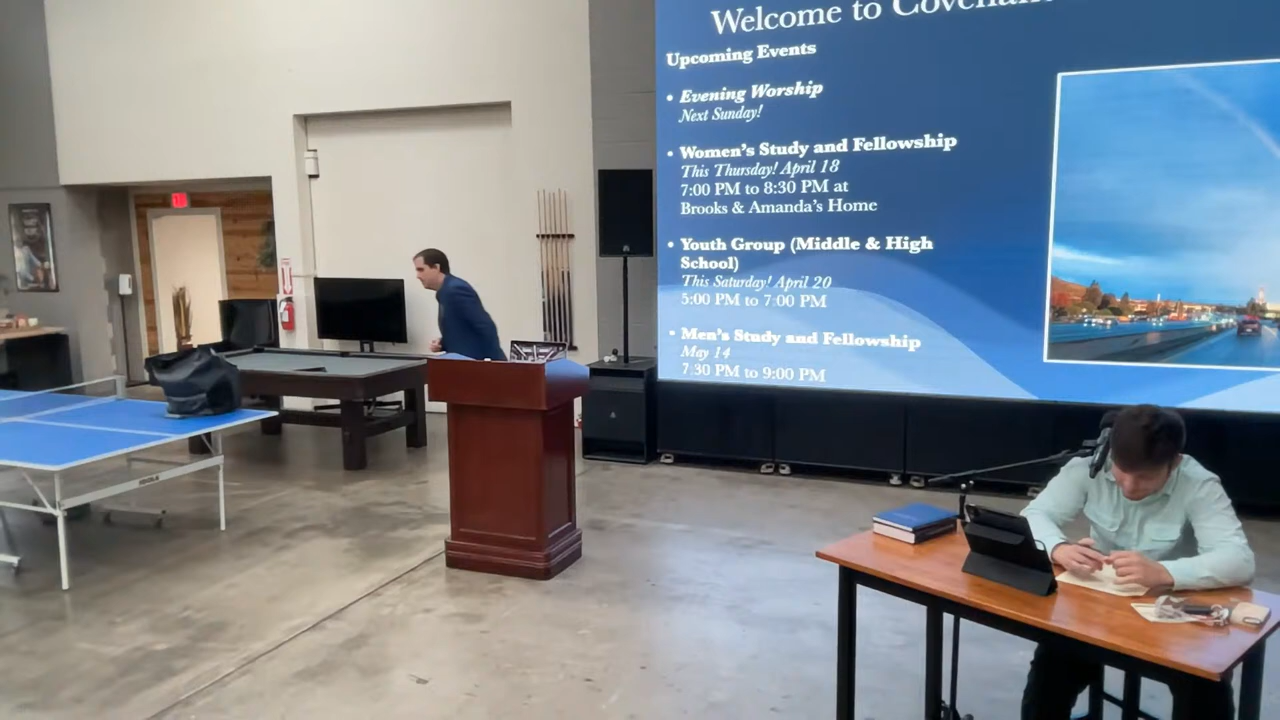 Welcome to
Upcoming Events
• Evening Worship
Next Sunday!
• Women's Study and Fellowship
This Thursday! April 18
7:00 PM to 8:30 PM at
Brooks & Amanda's Home
• Youth Group (Middle & High
School)
This Saturday! April 20
5:00 PM to 7:00 PM
• Men's Study and Fellowship
May 14
7:30 PM to 9:00 PM